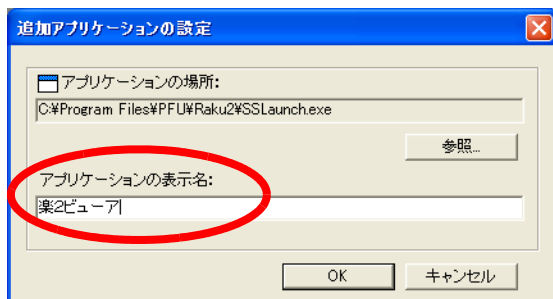 追加アプリケーションの設定
アプリケーションの場所:
C:¥Program Files¥PFU¥Raku2¥SSLaunch.exe
参照...
アプリケーションの表示名:
楽2ビューア
OK
キャンセル